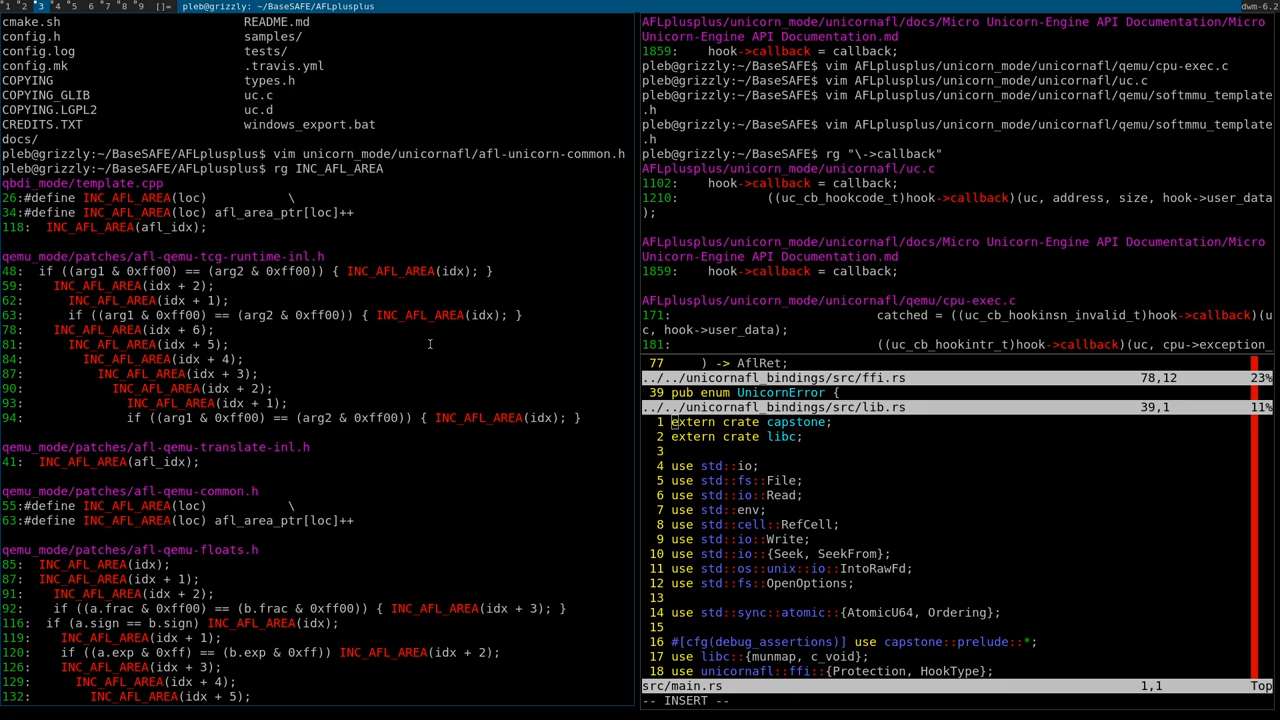 1 2 3 4 5 6 7 8 9 []= pleb@grizzly: ~/BaseSAFE/AFLplusplus dwm-6.2
cmake.sh README.md
config.h samples/
config.log tests/
config.mk .travis.yml
COPYING types.h
COPYING_GLIB uc.c
COPYING.LGPL2 uc.d
CREDITS.TXT windows_export.bat
docs/
pleb@grizzly:~/BaseSAFE/AFLplusplus$ vim unicorn_mode/unicornafl/afl-unicorn-common.h
pleb@grizzly:~/BaseSAFE/AFLplusplus$ rg INC_AFL_AREA
qbdi_mode/template.cpp
26:#define INC_AFL_AREA(loc) \
34:#define INC_AFL_AREA(loc) afl_area_ptr[loc]++
118: INC_AFL_AREA(afl_idx);
qemu_mode/patches/afl-qemu-tcg-runtime-inl.h
48: if ((arg1 & 0xff00) == (arg2 & 0xff00)) { INC_AFL_AREA(idx); }
59: INC_AFL_AREA(idx + 2);
62: INC_AFL_AREA(idx + 1);
63: if ((arg1 & 0xff00) == (arg2 & 0xff00)) { INC_AFL_AREA(idx); }
78: INC_AFL_AREA(idx + 6);
81: INC_AFL_AREA(idx + 5);
84: INC_AFL_AREA(idx + 4);
87: INC_AFL_AREA(idx + 3);
90: INC_AFL_AREA(idx + 2);
93: INC_AFL_AREA(idx + 1);
94: if ((arg1 & 0xff00) == (arg2 & 0xff00)) { INC_AFL_AREA(idx); }
qemu_mode/patches/afl-qemu-translate-inl.h
41: INC_AFL_AREA(afl_idx);
qemu_mode/patches/afl-qemu-common.h
55:#define INC_AFL_AREA(loc) \
63:#define INC_AFL_AREA(loc) afl_area_ptr[loc]++
qemu_mode/patches/afl-qemu-floats.h
85: INC_AFL_AREA(idx);
87: INC_AFL_AREA(idx + 1);
91: INC_AFL_AREA(idx + 2);
92: if ((a.frac & 0xff00) == (b.frac & 0xff00)) { INC_AFL_AREA(idx + 3); }
116: if (a.sign == b.sign) INC_AFL_AREA(idx);
119: INC_AFL_AREA(idx + 1);
120: if ((a.exp & 0xff) == (b.exp & 0xff)) INC_AFL_AREA(idx + 2);
126: INC_AFL_AREA(idx + 3);
129: INC_AFL_AREA(idx + 4);
132: INC_AFL_AREA(idx + 5);
AFLplusplus/unicorn_mode/unicornafl/docs/Micro Unicorn-Engine API Documentation/Micro
Unicorn-Engine API Documentation.md
1859: hook->callback = callback;
pleb@grizzly:~/BaseSAFE$ vim AFLplusplus/unicorn_mode/unicornafl/qemu/cpu-exec.c
pleb@grizzly:~/BaseSAFE$ vim AFLplusplus/unicorn_mode/unicornafl/uc.c
pleb@grizzly:~/BaseSAFE$ vim AFLplusplus/unicorn_mode/unicornafl/qemu/softmmu_template
.h
pleb@grizzly:~/BaseSAFE$ vim AFLplusplus/unicorn_mode/unicornafl/qemu/softmmu_template
.h
pleb@grizzly:~/BaseSAFE$ rg "\->callback"
AFLplusplus/unicorn_mode/unicornafl/uc.c
1102: hook->callback = callback;
1210: ((uc_cb_hookcode_t)hook->callback)(uc, address, size, hook->user_data
);
AFLplusplus/unicorn_mode/unicornafl/docs/Micro Unicorn-Engine API Documentation/Micro
Unicorn-Engine API Documentation.md
1859: hook->callback = callback;
AFLplusplus/unicorn_mode/unicornafl/qemu/cpu-exec.c
171: catched = ((uc_cb_hookinsn_invalid_t)hook->callback)(u
c, hook->user_data);
181: ((uc_cb_hookintr_t)hook->callback)(uc, cpu->exception_
77 ) -> AflRet;
../../unicornafl_bindings/src/ffi.rs 78,12 23%
39 pub enum UnicornError {
../../unicornafl_bindings/src/lib.rs 39,1 11%
1 extern crate capstone;
2 extern crate libc;
3
4 use std::io;
5 use std::fs::File;
6 use std::io::Read;
7 use std::env;
8 use std::cell::RefCell;
9 use std::io::Write;
10 use std::io::{Seek, SeekFrom};
11 use std::os::unix::io::IntoRawFd;
12 use std::fs::OpenOptions;
13
14 use std::sync::atomic::{AtomicU64, Ordering};
15
16 #[cfg(debug_assertions)] use capstone::prelude::*;
17 use libc::{munmap, c_void};
18 use unicornafl::ffi::{Protection, HookType};
src/main.rs 1,1 Top
-- INSERT --